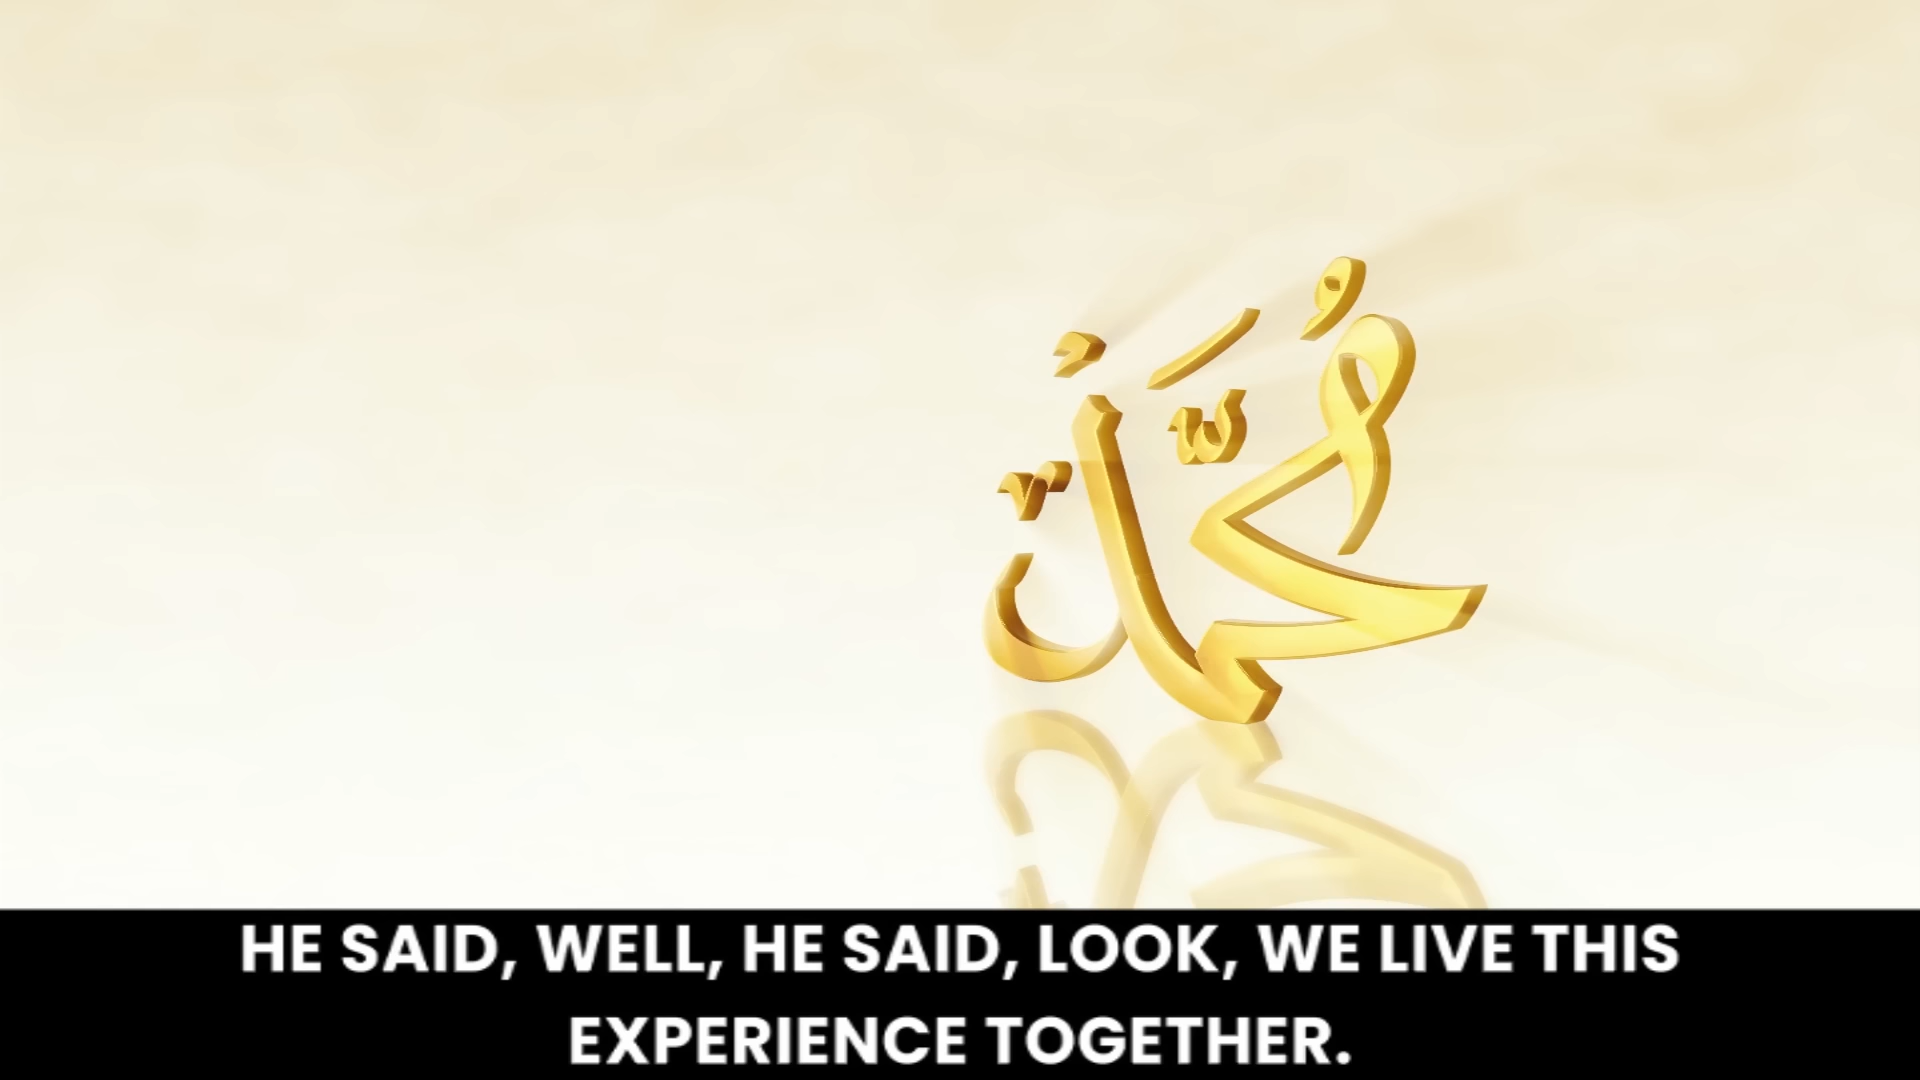 مُحَمَّدْ
HE SAID, WELL, HE SAID, LOOK, WE LIVE THIS
EXPERIENCE TOGETHER.